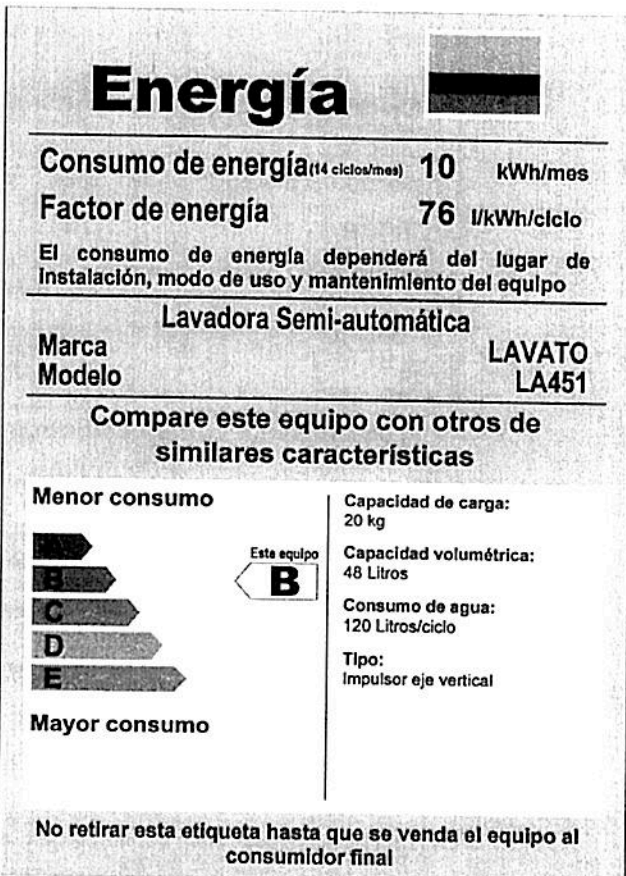 Energía
Consumo de energía(14 ciclos/mes) 10 kWh/mes
Factor de energía 76 l/kWh/ciclo
El consumo de energía dependerá del lugar de
instalación, modo de uso y mantenimiento del equipo
Lavadora Semi-automática
Marca LAVATO
Modelo LA451
Compare este equipo con otros de
similares características
Menor consumo
B
C
D
E
Mayor consumo
Este equipo
B
Capacidad de carga:
20 kg
Capacidad volumétrica:
48 Litros
Consumo de agua:
120 Litros/ciclo
Tipo:
Impulsor eje vertical
No retirar esta etiqueta hasta que se venda el equipo al
consumidor final